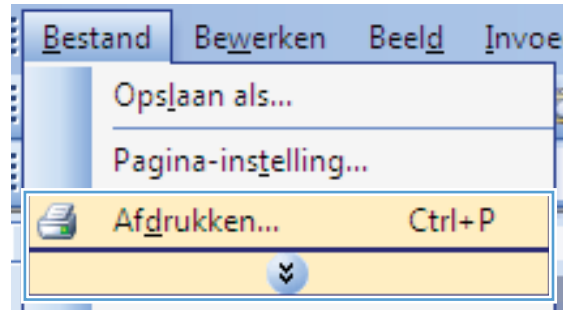 Bestand Bewerken Beeld Invoe
Opslaan als...
Pagina-instelling...
Afdrukken... Ctrl+P